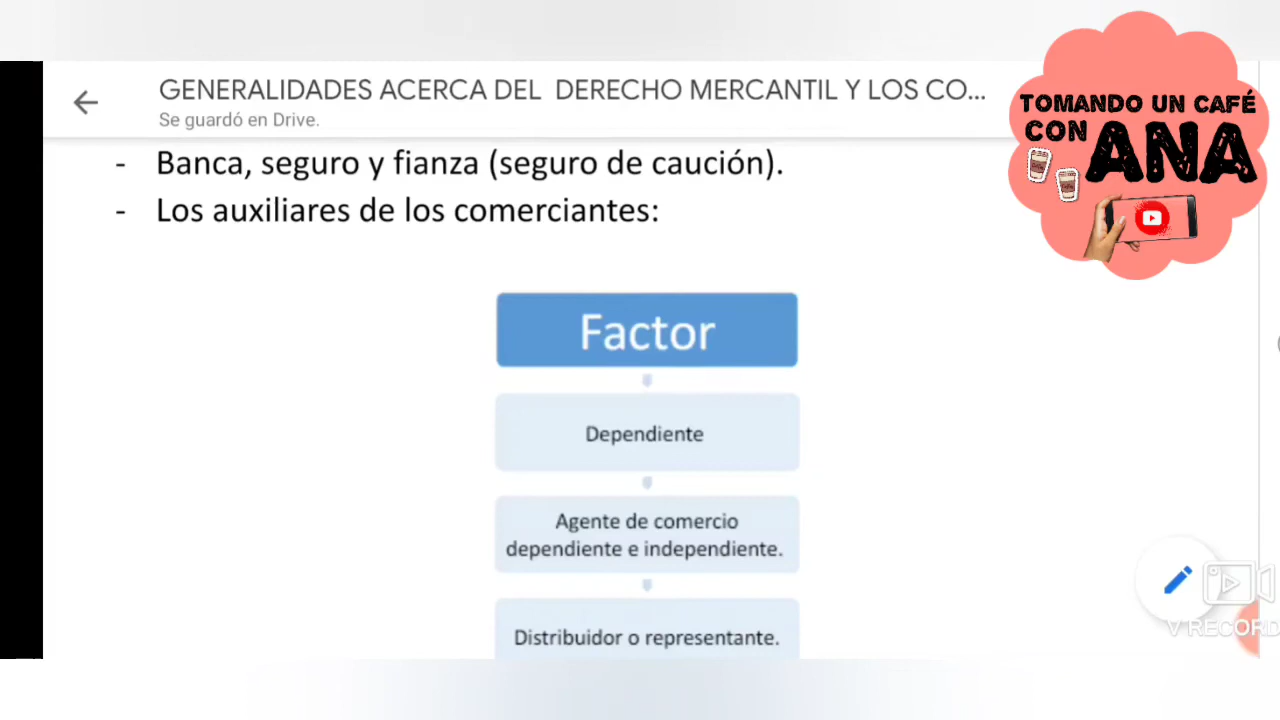 GENERALIDADES ACERCA DEL DERECHO MERCANTIL Y LOS CO...
Se guardó en Drive.
TOMANDO UN CAFÉ
CON ANA
- Banca, seguro y fianza (seguro de caución).
- Los auxiliares de los comerciantes:
Factor
Dependiente
Agente de comercio
dependiente e independiente.
Distribuidor o representante.
V RECORD